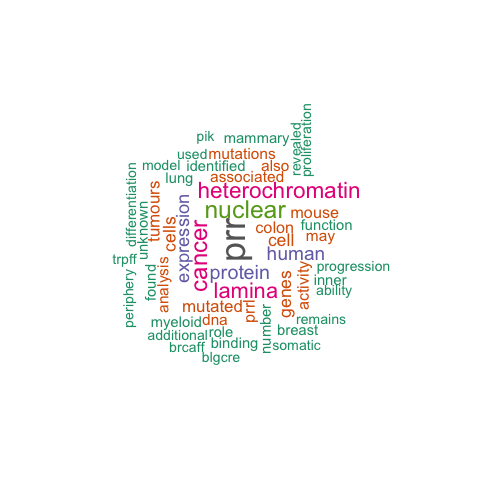 pik
mammary
revealed
proliferation
used
mutations
model
identified
also
associated
lung
differentiation
unknown
tumours
heterochromatin
expression
nuclear
mouse
cells
cancer
prr
colon
function
cell
may
human
trpff
analysis
protein
progression
periphery
found
lamina
genes
activity
inner
ability
mutated
prrl
number
remains
myeloid
dna
role
breast
additional
binding
somatic
brcaff
blgcre